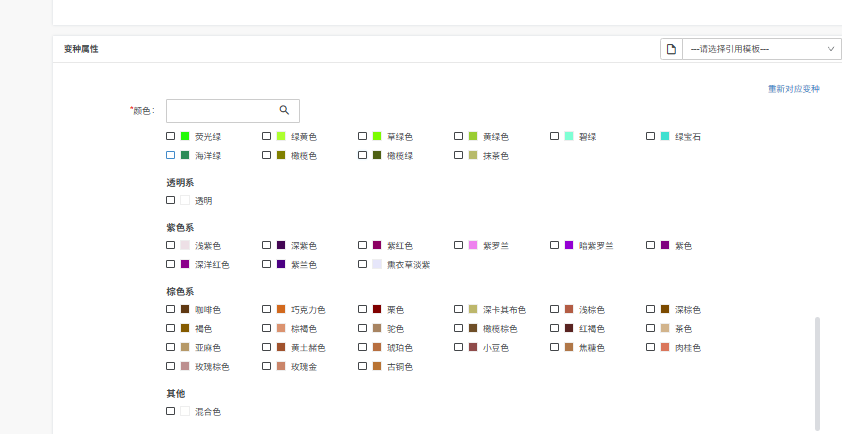 变种属性 ---请选择引用模板---
重新对应变种
*颜色：
荧光绿 绿黄色 草绿色 黄绿色 碧绿 绿宝石
海洋绿 橄榄色 橄榄绿 抹茶色
透明系
透明
紫色系
浅紫色 深紫色 紫红色 紫罗兰 暗紫罗兰 紫色
深洋红色 紫兰色 熏衣草淡紫
棕色系
咖啡色 巧克力色 栗色 深卡其布色 浅棕色 深棕色
褐色 棕褐色 驼色 橄榄棕色 红褐色 茶色
亚麻色 黄土赭色 琥珀色 小豆色 焦糖色 肉桂色
玫瑰棕色 玫瑰金 古铜色
其他
混合色